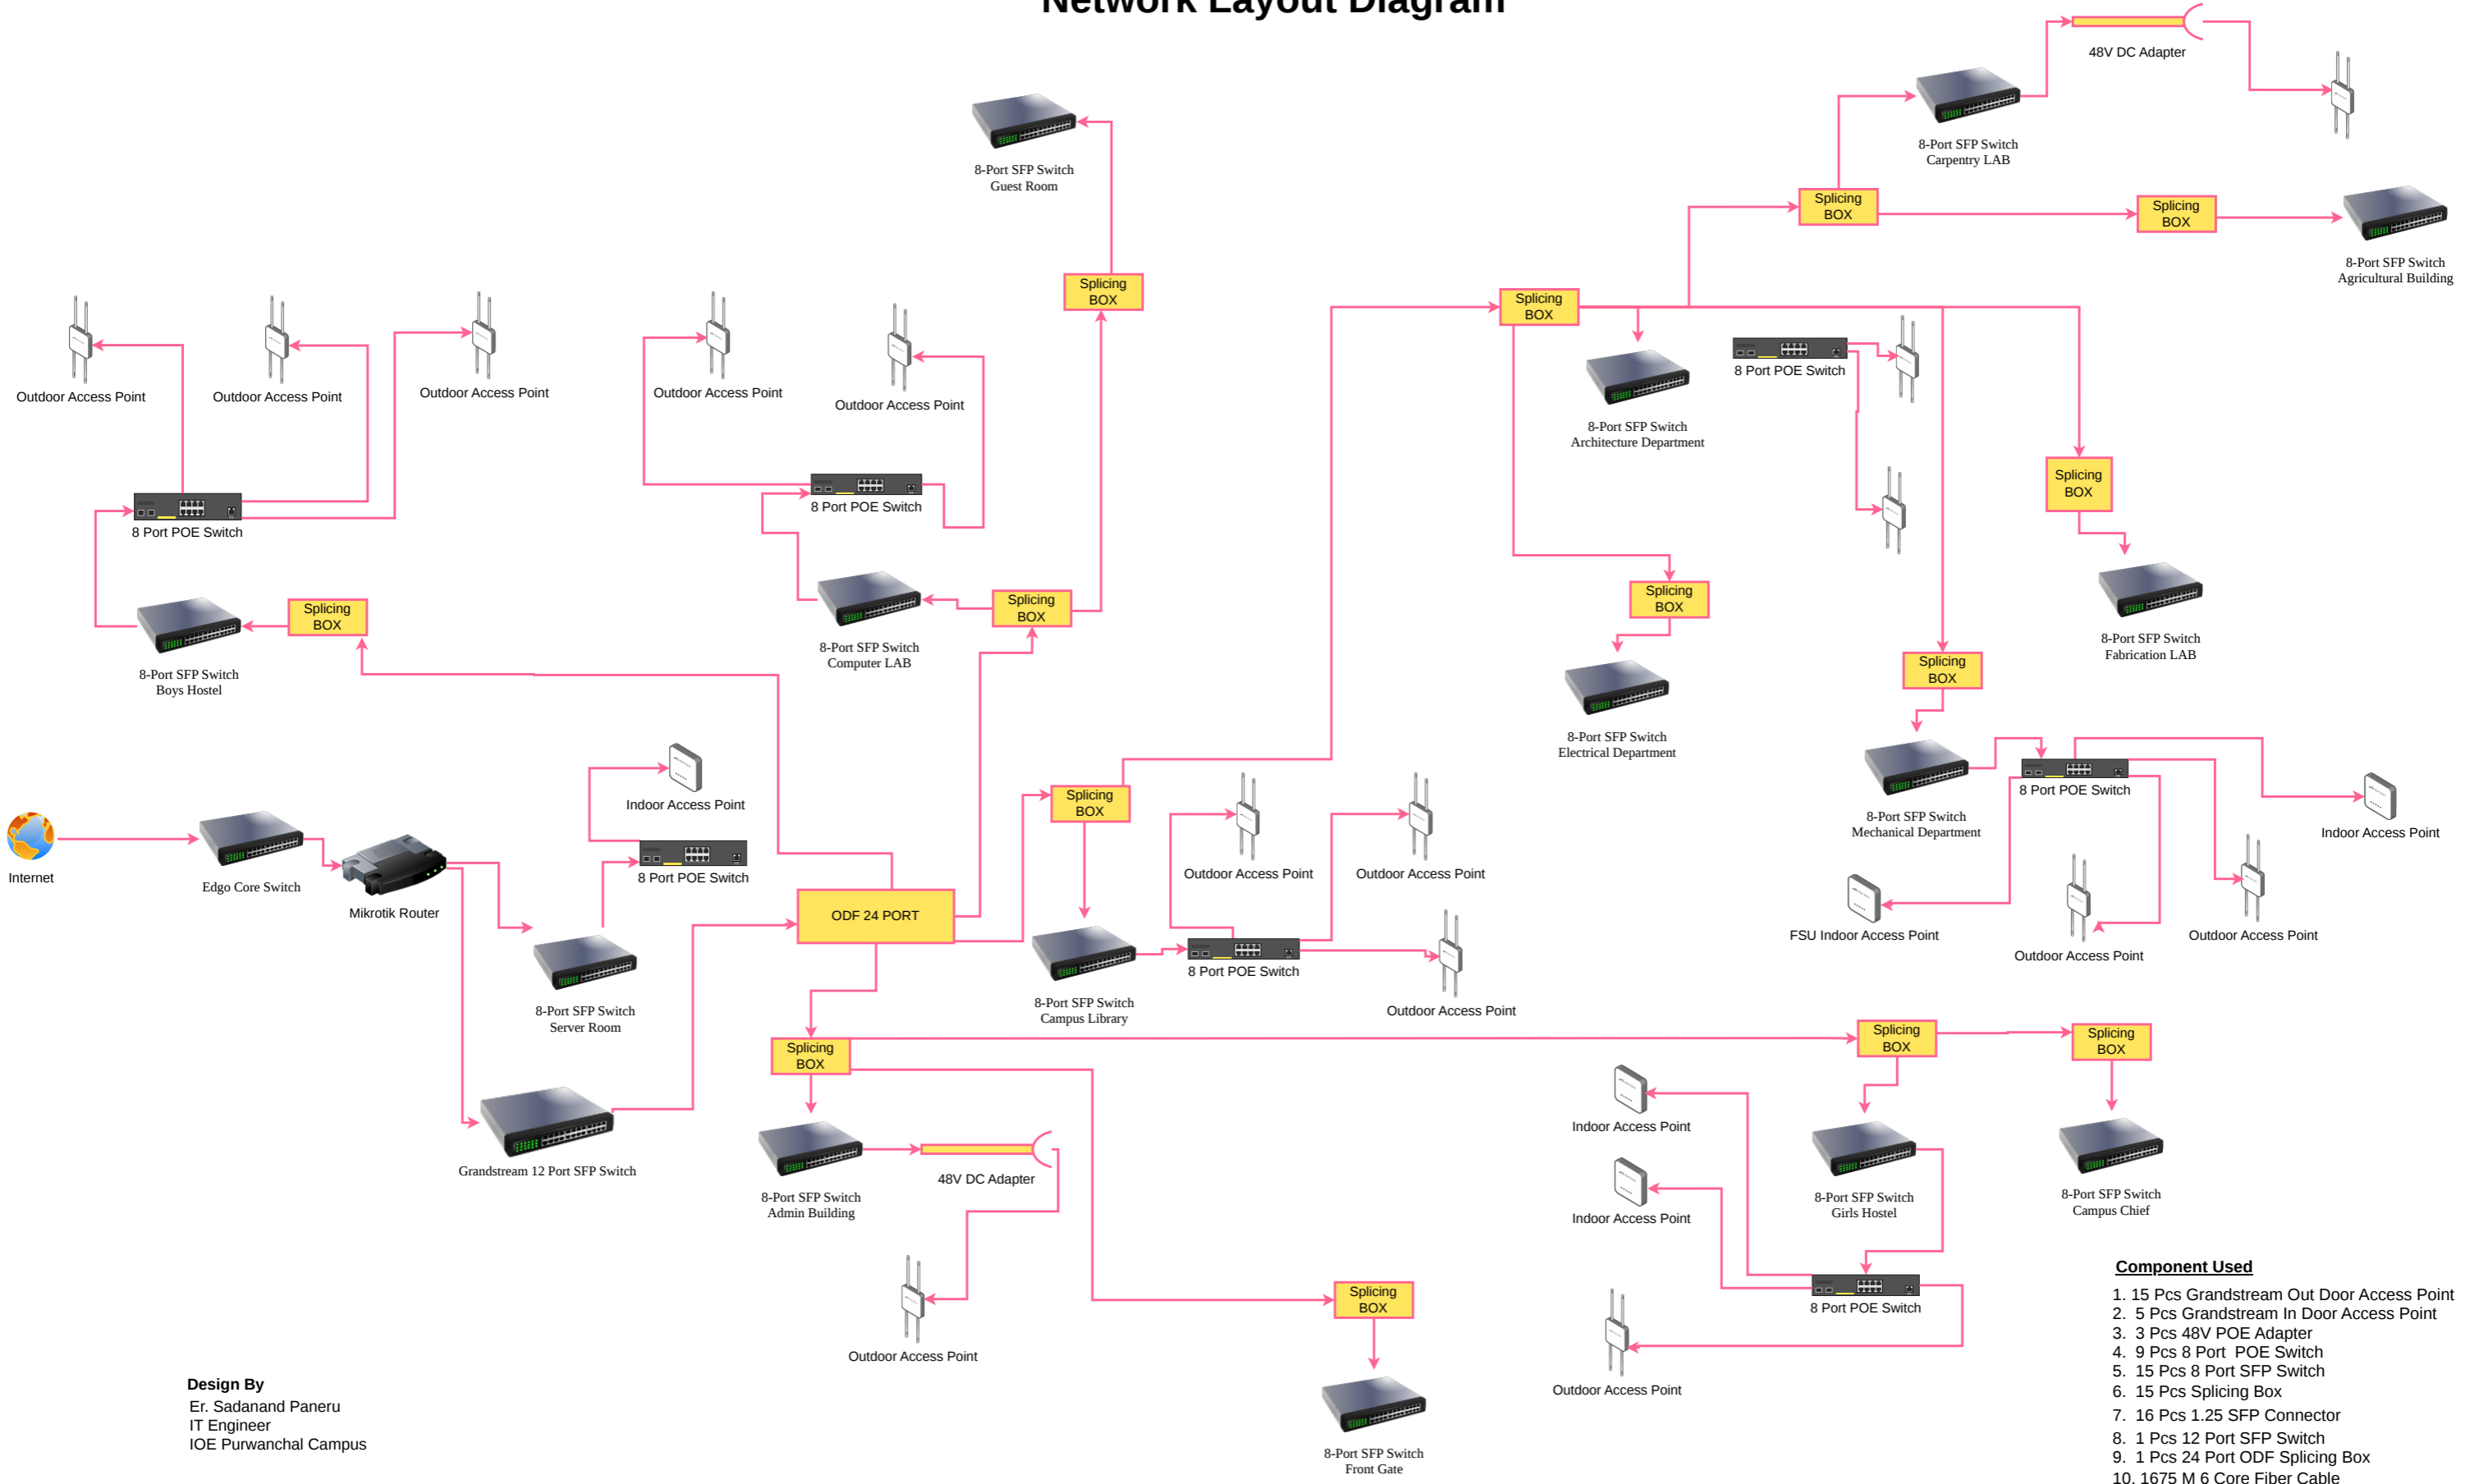 Network Layout Diagram
48V DC Adapter
8-Port SFP Switch
Carpentry LAB
8-Port SFP Switch
Guest Room
Splicing
BOX
Splicing
BOX
8-Port SFP Switch
Agricultural Building
Splicing
BOX
Splicing
BOX
Outdoor Access Point
Outdoor Access Point
Outdoor Access Point
Outdoor Access Point
Outdoor Access Point
8 Port POE Switch
8-Port SFP Switch
Architecture Department
Splicing
BOX
8 Port POE Switch
8 Port POE Switch
Splicing
BOX
Splicing
BOX
Splicing
BOX
8-Port SFP Switch
Boys Hostel
8-Port SFP Switch
Computer LAB
8-Port SFP Switch
Fabrication LAB
Splicing
BOX
8-Port SFP Switch
Electrical Department
Indoor Access Point
Splicing
BOX
8 Port POE Switch
8-Port SFP Switch
Mechanical Department
Indoor Access Point
Internet
Edgo Core Switch
Mikrotik Router
8 Port POE Switch
Outdoor Access Point
Outdoor Access Point
ODF 24 PORT
FSU Indoor Access Point
Outdoor Access Point
Outdoor Access Point
8 Port POE Switch
8-Port SFP Switch
Server Room
8-Port SFP Switch
Campus Library
Outdoor Access Point
Splicing
BOX
Splicing
BOX
Splicing
BOX
Indoor Access Point
Grandstream 12 Port SFP Switch
48V DC Adapter
8-Port SFP Switch
Admin Building
Indoor Access Point
8-Port SFP Switch
Girls Hostel
8-Port SFP Switch
Campus Chief
Splicing
BOX
8 Port POE Switch
Outdoor Access Point
Outdoor Access Point
8-Port SFP Switch
Front Gate
Design By
Er. Sadanand Paneru
IT Engineer
IOE Purwanchal Campus
Component Used
1. 15 Pcs Grandstream Out Door Access Point
2. 5 Pcs Grandstream In Door Access Point
3. 3 Pcs 48V POE Adapter
4. 9 Pcs 8 Port POE Switch
5. 15 Pcs 8 Port SFP Switch
6. 15 Pcs Splicing Box
7. 16 Pcs 1.25 SFP Connector
8. 1 Pcs 12 Port SFP Switch
9. 1 Pcs 24 Port ODF Splicing Box
10. 1675 M 6 Core Fiber Cable